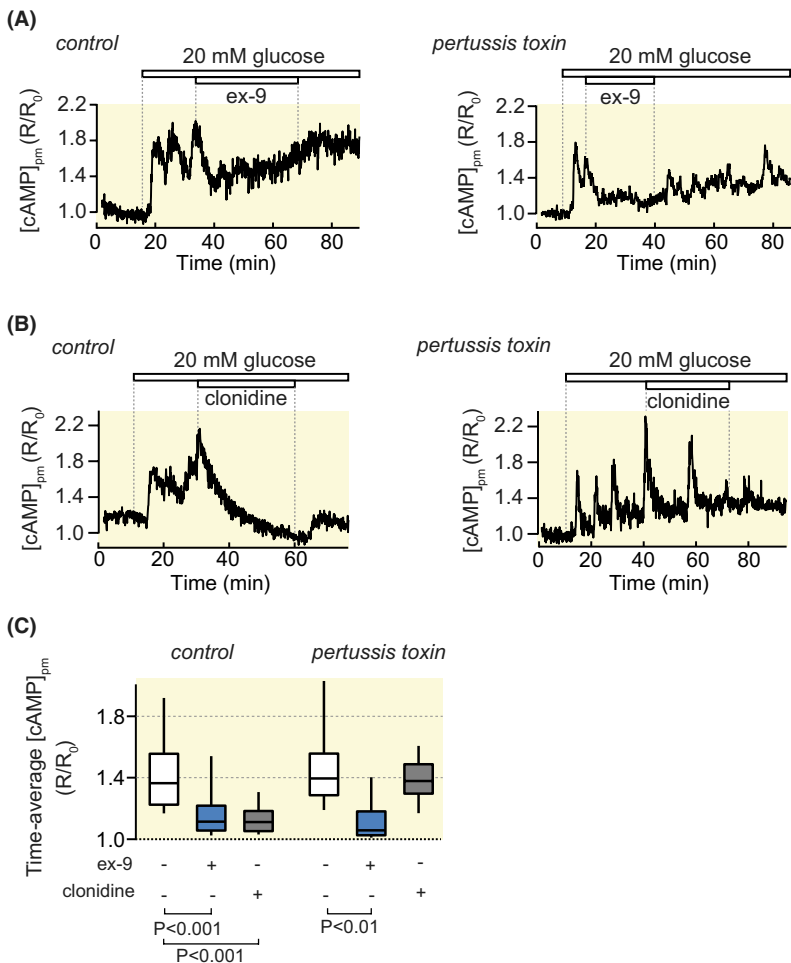 (A)
control
pertussis toxin
20 mM glucose
20 mM glucose
ex-9
ex-9
[cAMP]pm (R/R0)
2.2
1.8
1.4
1.0
0 20 40 60 80
Time (min)
[cAMP]pm (R/R0)
2.2
1.8
1.4
1.0
0 20 40 60 80
Time (min)
(B)
control
pertussis toxin
20 mM glucose
20 mM glucose
clonidine
clonidine
[cAMP]pm (R/R0)
2.2
1.8
1.4
1.0
0 20 40 60
Time (min)
[cAMP]pm (R/R0)
2.2
1.8
1.4
1.0
0 20 40 60 80
Time (min)
(C)
control
pertussis toxin
Time-average [cAMP]pm
(R/R0)
1.8
1.4
1.0
ex-9 - + - - + -
clonidine - - + - - +
P<0.001
P<0.01
P<0.001